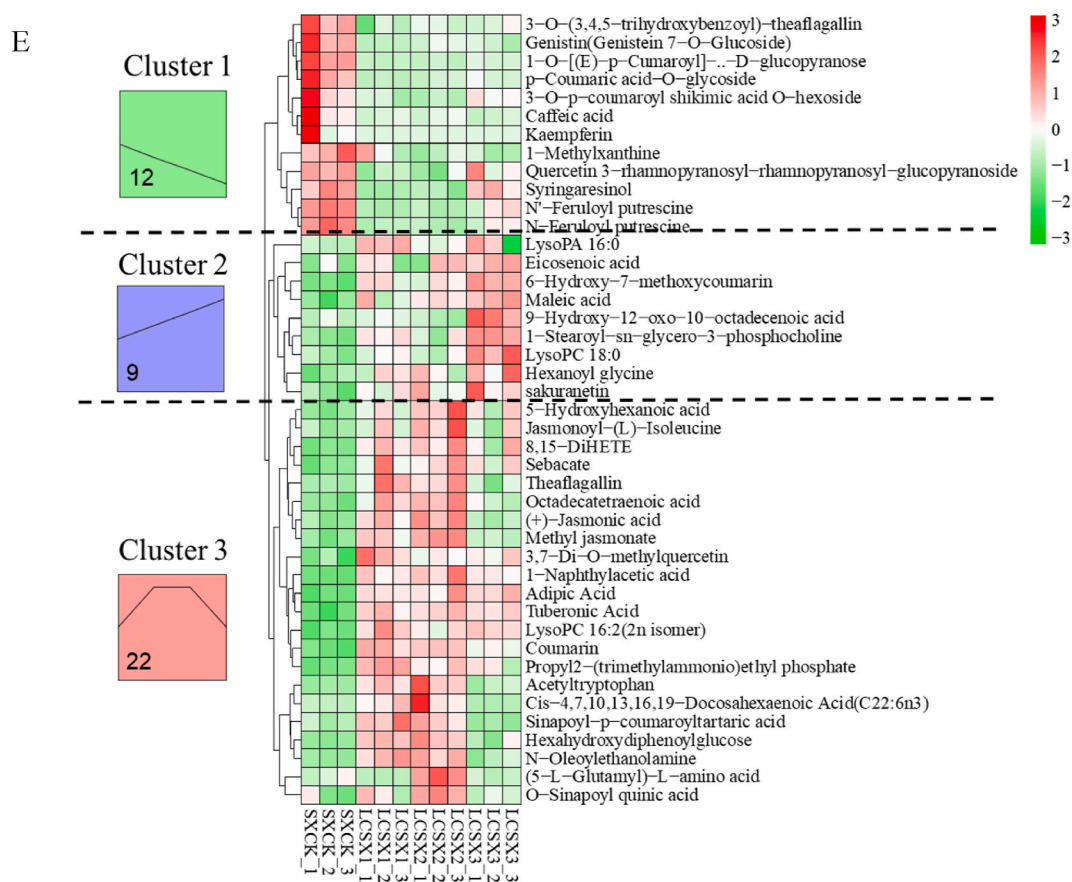 E
Cluster 1
12
Cluster 2
9
Cluster 3
22
3−O−(3,4,5−trihydroxybenzoyl)−theaflagallin
Genistin(Genistein 7−O−Glucoside)
1−O−[(E)−p−Cumaroyl]−..−D−glucopyranose
p−Coumaric acid−O−glycoside
3−O−p−coumaroyl shikimic acid O−hexoside
Caffeic acid
Kaempferin
1−Methylxanthine
Quercetin 3−rhamnopyranosyl−rhamnopyranosyl−glucopyranoside
Syringaresinol
N'−Feruloyl putrescine
N−Feruloyl putrescine
LysoPA 16:0
Eicosenoic acid
6−Hydroxy−7−methoxycoumarin
Maleic acid
9−Hydroxy−12−oxo−10−octadecenoic acid
1−Stearoyl−sn−glycero−3−phosphocholine
LysoPC 18:0
Hexanoyl glycine
sakuranetin
5−Hydroxyhexanoic acid
Jasmonoyl−(L)−Isoleucine
8,15−DiHETE
Sebacate
Theaflagallin
Octadecatetraenoic acid
(+)−Jasmonic acid
Methyl jasmonate
3,7−Di−O−methylquercetin
1−Naphthylacetic acid
Adipic Acid
Tuberonic Acid
LysoPC 16:2(2n isomer)
Coumarin
Propyl2−(trimethylammonio)ethyl phosphate
Acetyltryptophan
Cis−4,7,10,13,16,19−Docosahexaenoic Acid(C22:6n3)
Sinapoyl−p−coumaroyltartaric acid
Hexahydroxydiphenoylglucose
N−Oleoylethanolamine
(5−L−Glutamyl)−L−amino acid
O−Sinapoyl quinic acid
SXCK_1
SXCK_2
SXCK_3
LCSX1_1
LCSX1_2
LCSX1_3
LCSX2_1
LCSX2_2
LCSX2_3
LCSX3_1
LCSX3_2
LCSX3_3
3
2
1
0
−1
−2
−3